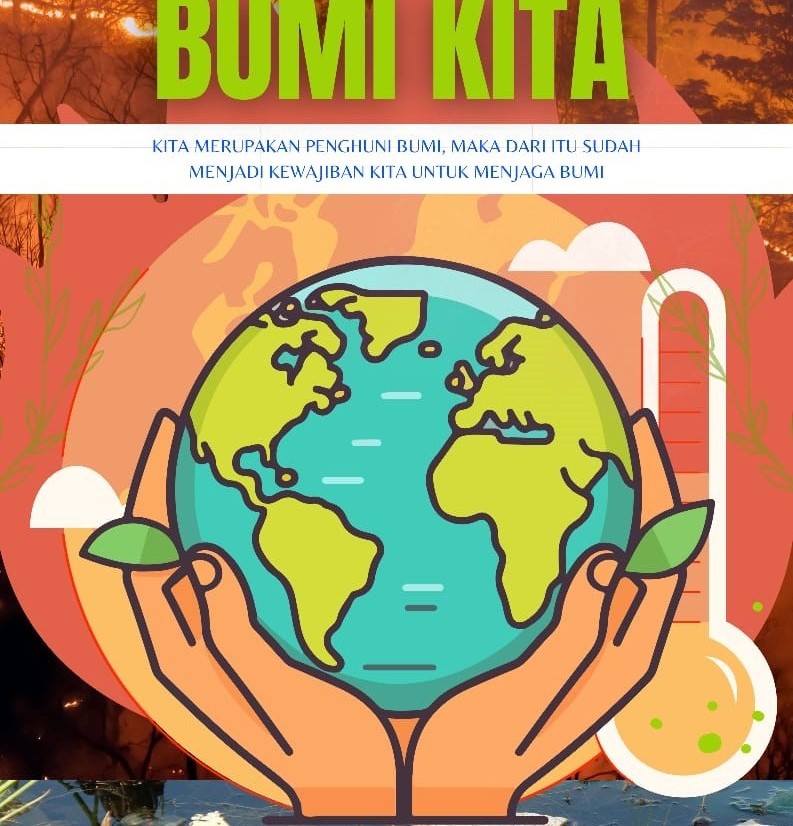 BUMI KITA
KITA MERUPAKAN PENGHUNI BUMI, MAKA DARI ITU SUDAH
MENJADI KEWAJIBAN KITA UNTUK MENJAGA BUMI